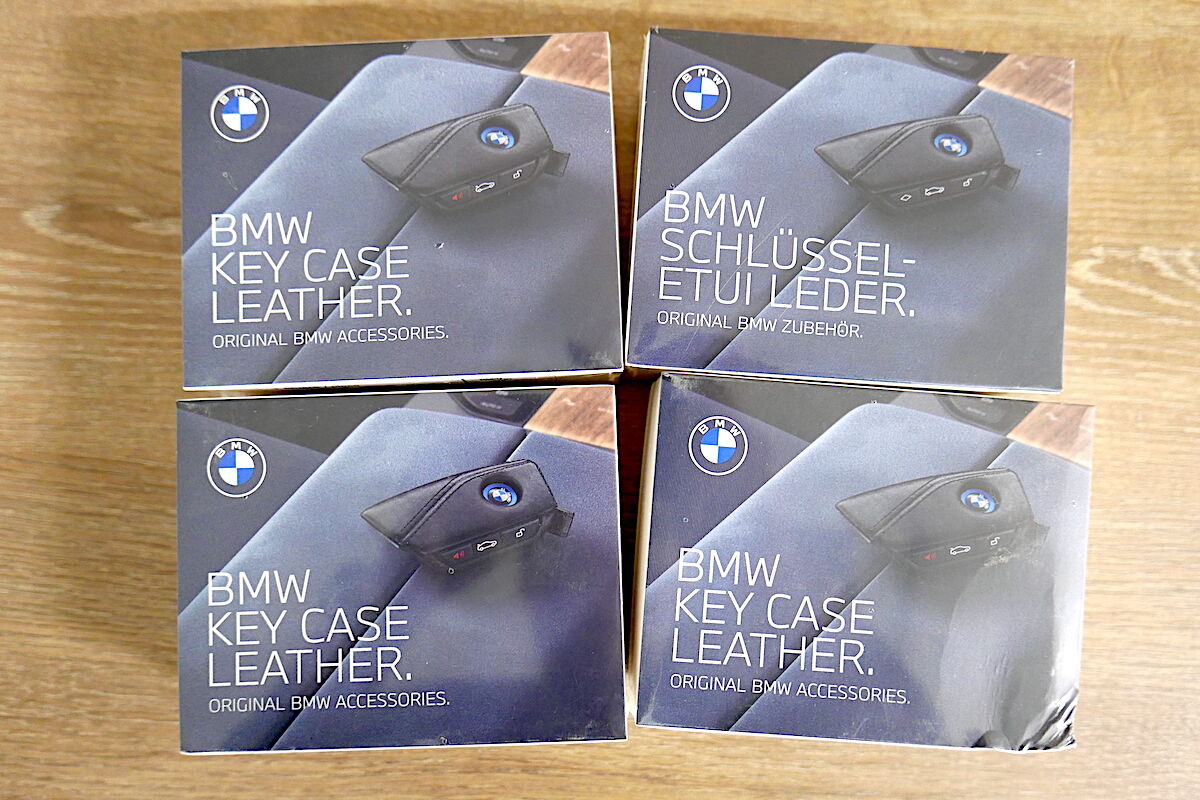 BMW
BMW
KEY CASE
LEATHER.
ORIGINAL BMW ACCESSORIES.
BMW
BMW
SCHLÜSSEL-
ETUI LEDER.
ORIGINAL BMW ZUBEHÖR.
BMW
BMW
KEY CASE
LEATHER.
ORIGINAL BMW ACCESSORIES.
BMW
BMW
KEY CASE
LEATHER.
ORIGINAL BMW ACCESSORIES.